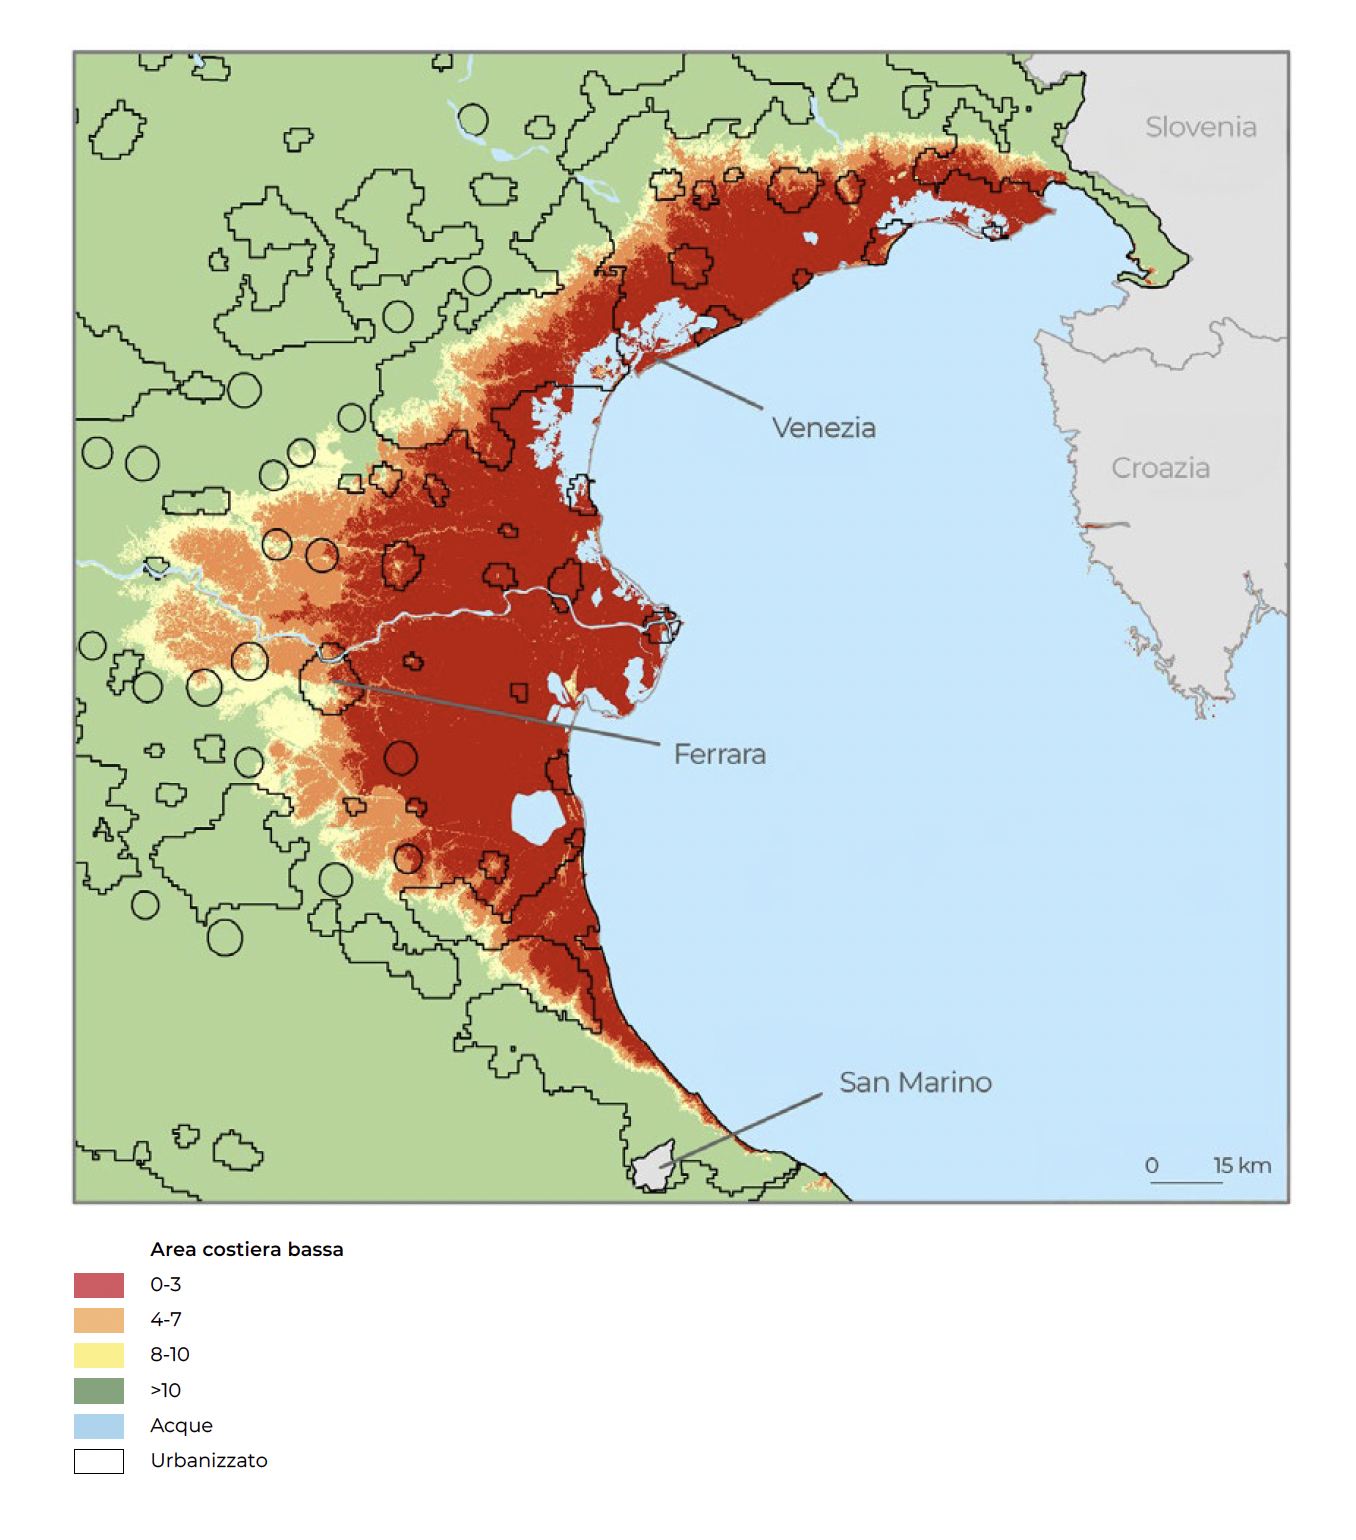 Slovenia
Venezia
Croazia
Ferrara
San Marino
0 15 km
Area costiera bassa
0-3
4-7
8-10
>10
Acque
Urbanizzato